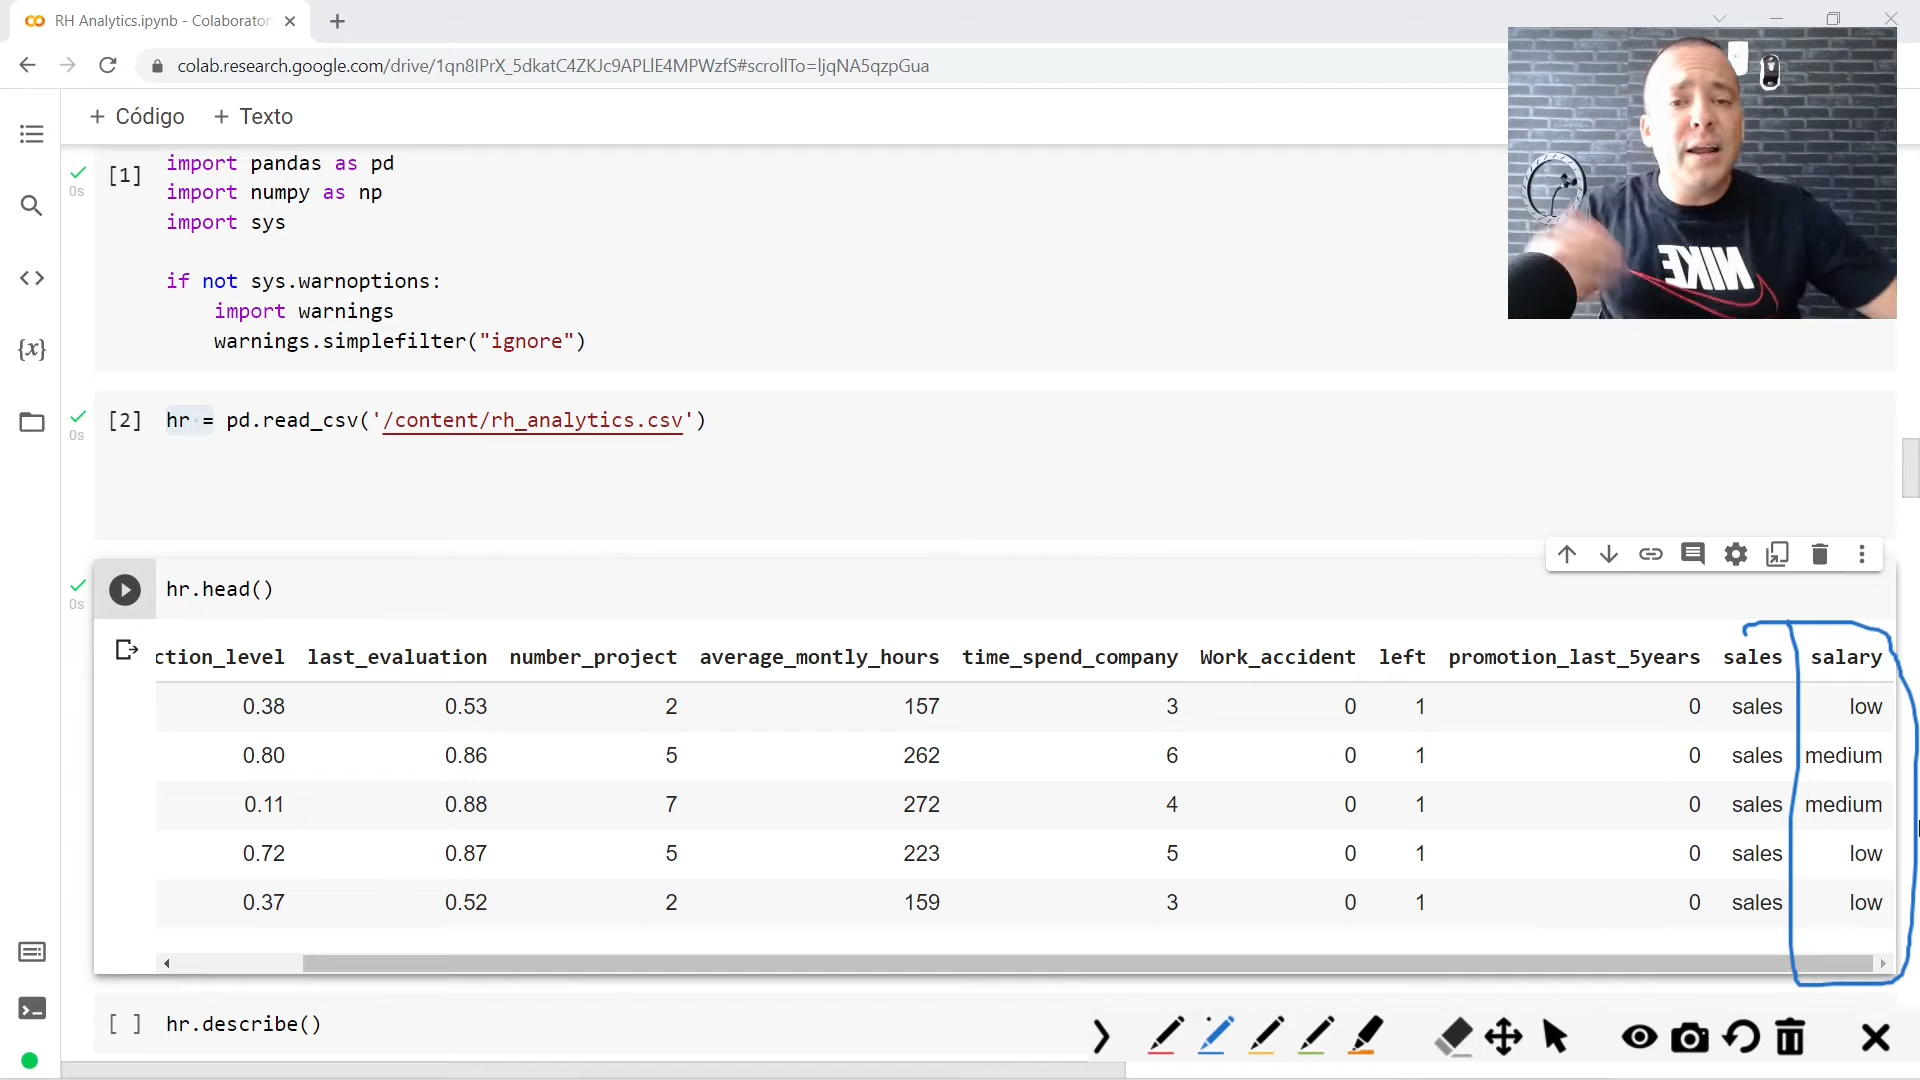 RH Analytics.ipynb - Colaborator
colab.research.google.com/drive/1qn8IPrX_5dkatC4ZKJc9APLlE4MPWzfS#scrollTo=ljqNA5qzpGua
+ Código + Texto
[1] import pandas as pd
0s
import numpy as np
import sys
if not sys.warnoptions:
import warnings
warnings.simplefilter("ignore")
[2] hr = pd.read_csv('/content/rh_analytics.csv')
0s
hr.head()
0s
ction_level last_evaluation number_project average_montly_hours time_spend_company Work_accident left promotion_last_5years sales salary
0.38 0.53 2 157 3 0 1 0 sales low
0.80 0.86 5 262 6 0 1 0 sales medium
0.11 0.88 7 272 4 0 1 0 sales medium
0.72 0.87 5 223 5 0 1 0 sales low
0.37 0.52 2 159 3 0 1 0 sales low
[ ] hr.describe()
NIKE